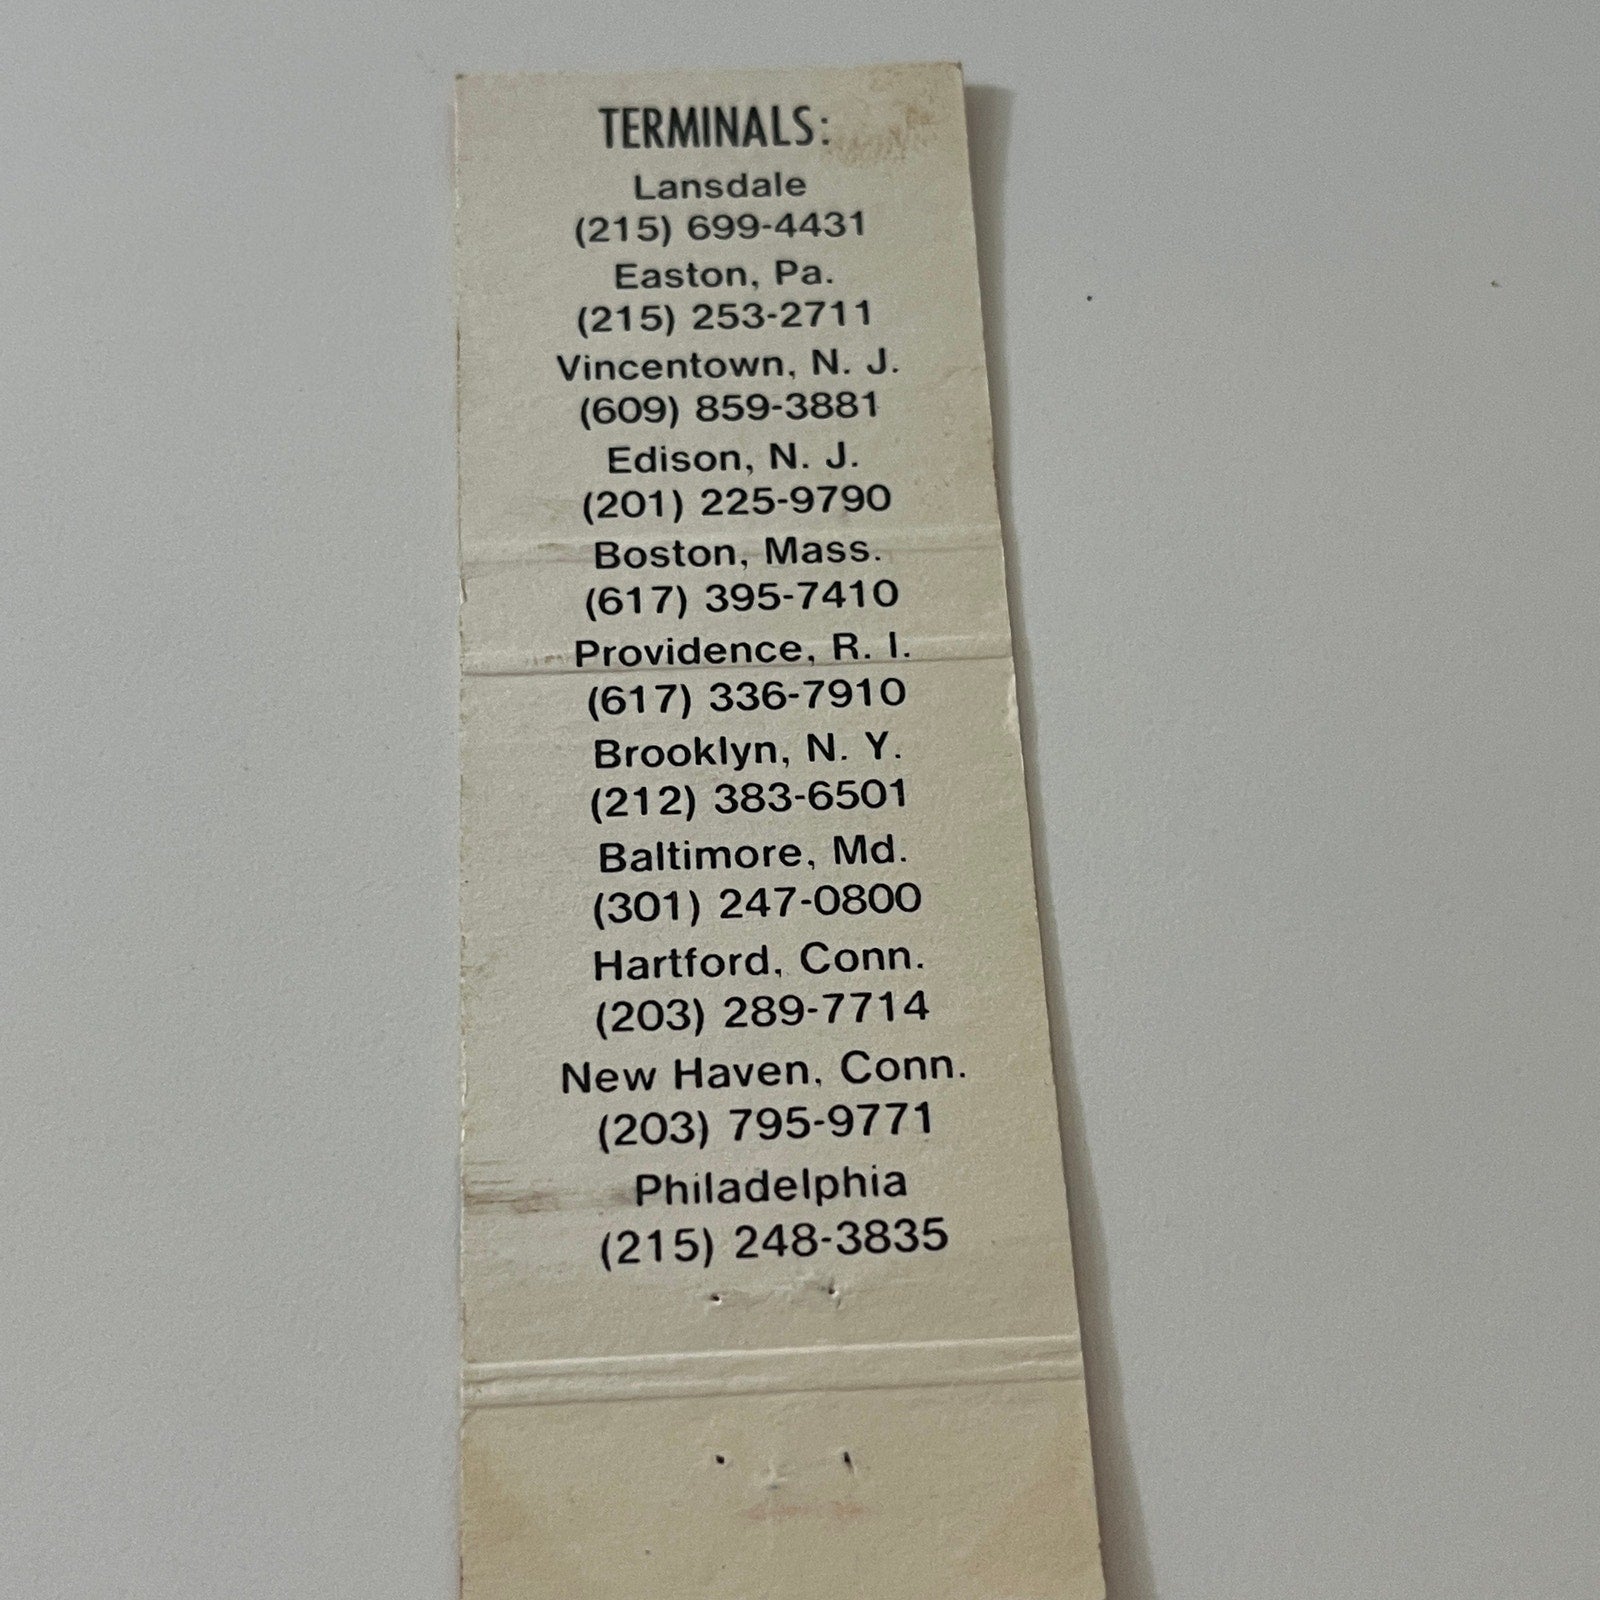 TERMINALS:
Lansdale
(215) 699-4431
Easton, Pa.
(215) 253-2711
Vincentown, N. J.
(609) 859-3881
Edison, N. J.
(201) 225-9790
Boston, Mass.
(617) 395-7410
Providence, R. I.
(617) 336-7910
Brooklyn, N. Y.
(212) 383-6501
Baltimore, Md.
(301) 247-0800
Hartford, Conn.
(203) 289-7714
New Haven, Conn.
(203) 795-9771
Philadelphia
(215) 248-3835